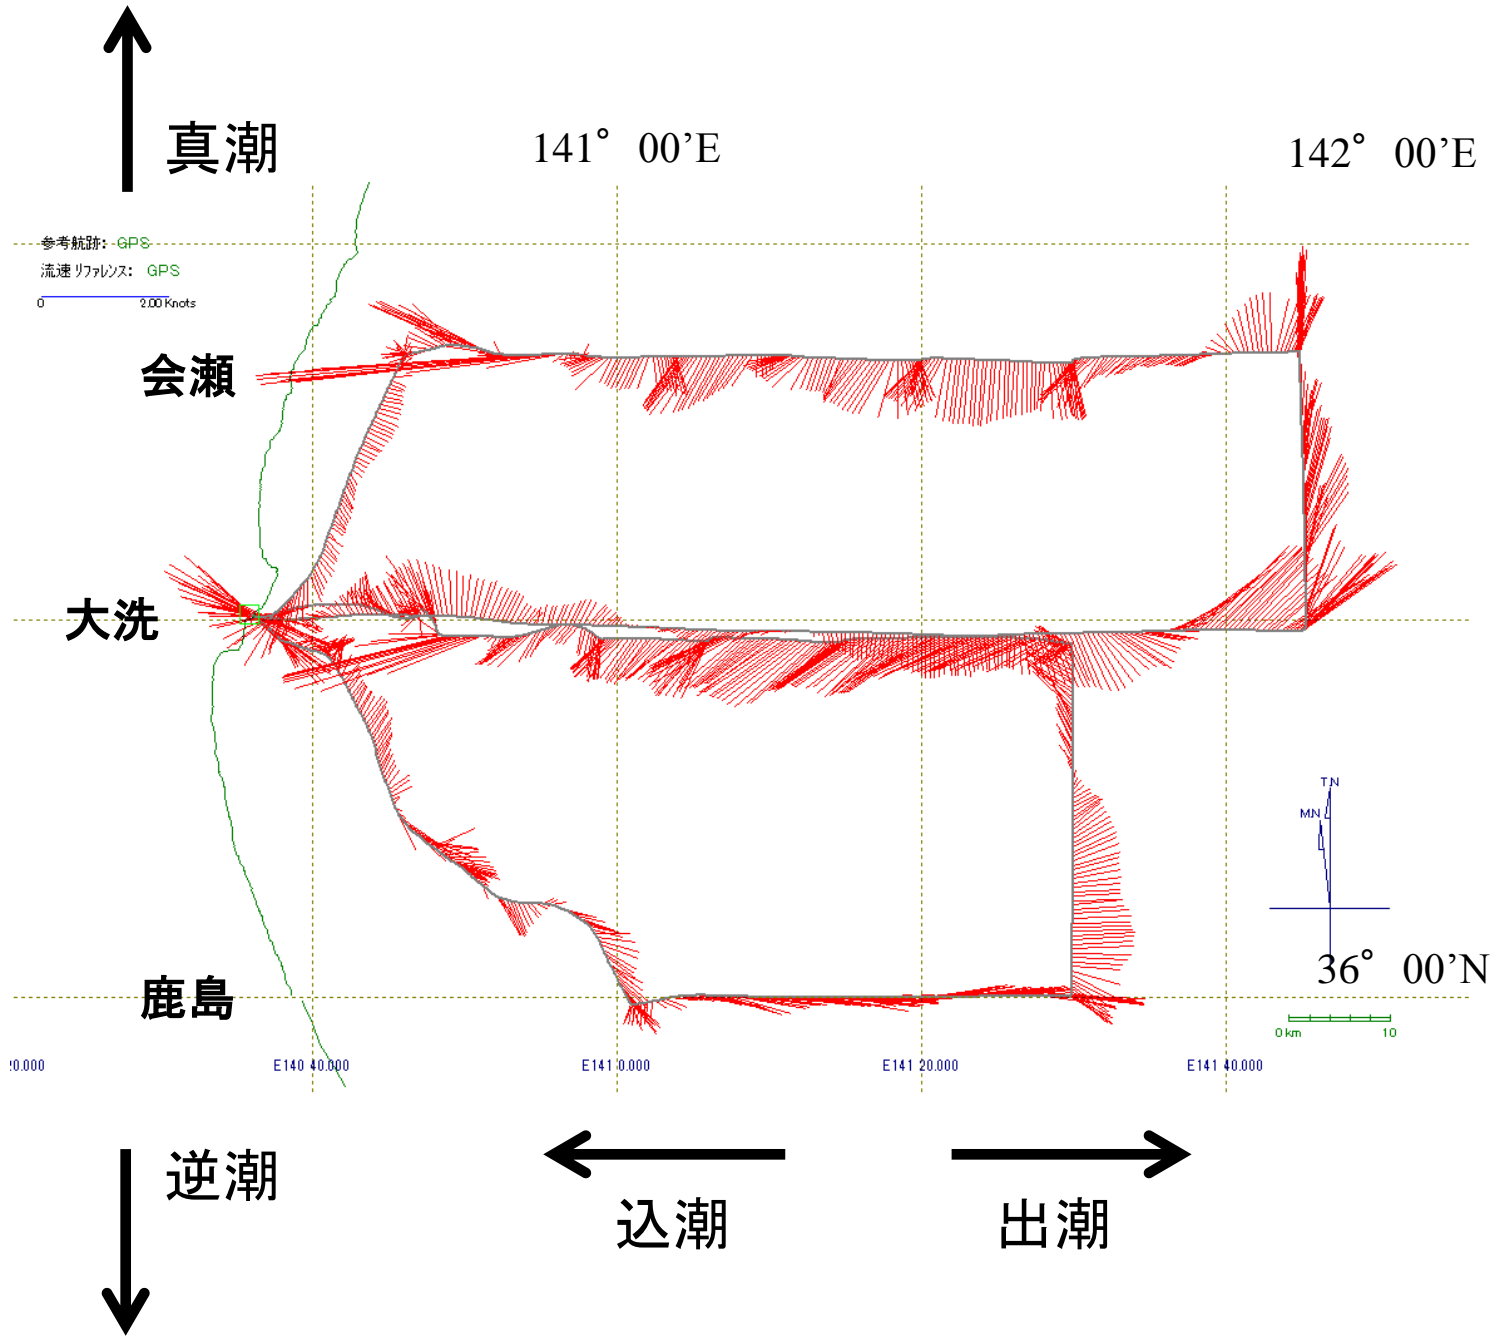 真潮
141° 00’E
142° 00’E
参考航跡: GPS
流速リファレンス: GPS
0 2.00 Knots
会瀬
大洗
T.N
M.N
36° 00’N
鹿島
0 km 10
20.000
E140 40.000
E141 0.000
E141 20.000
E141 40.000
逆潮
込潮
出潮